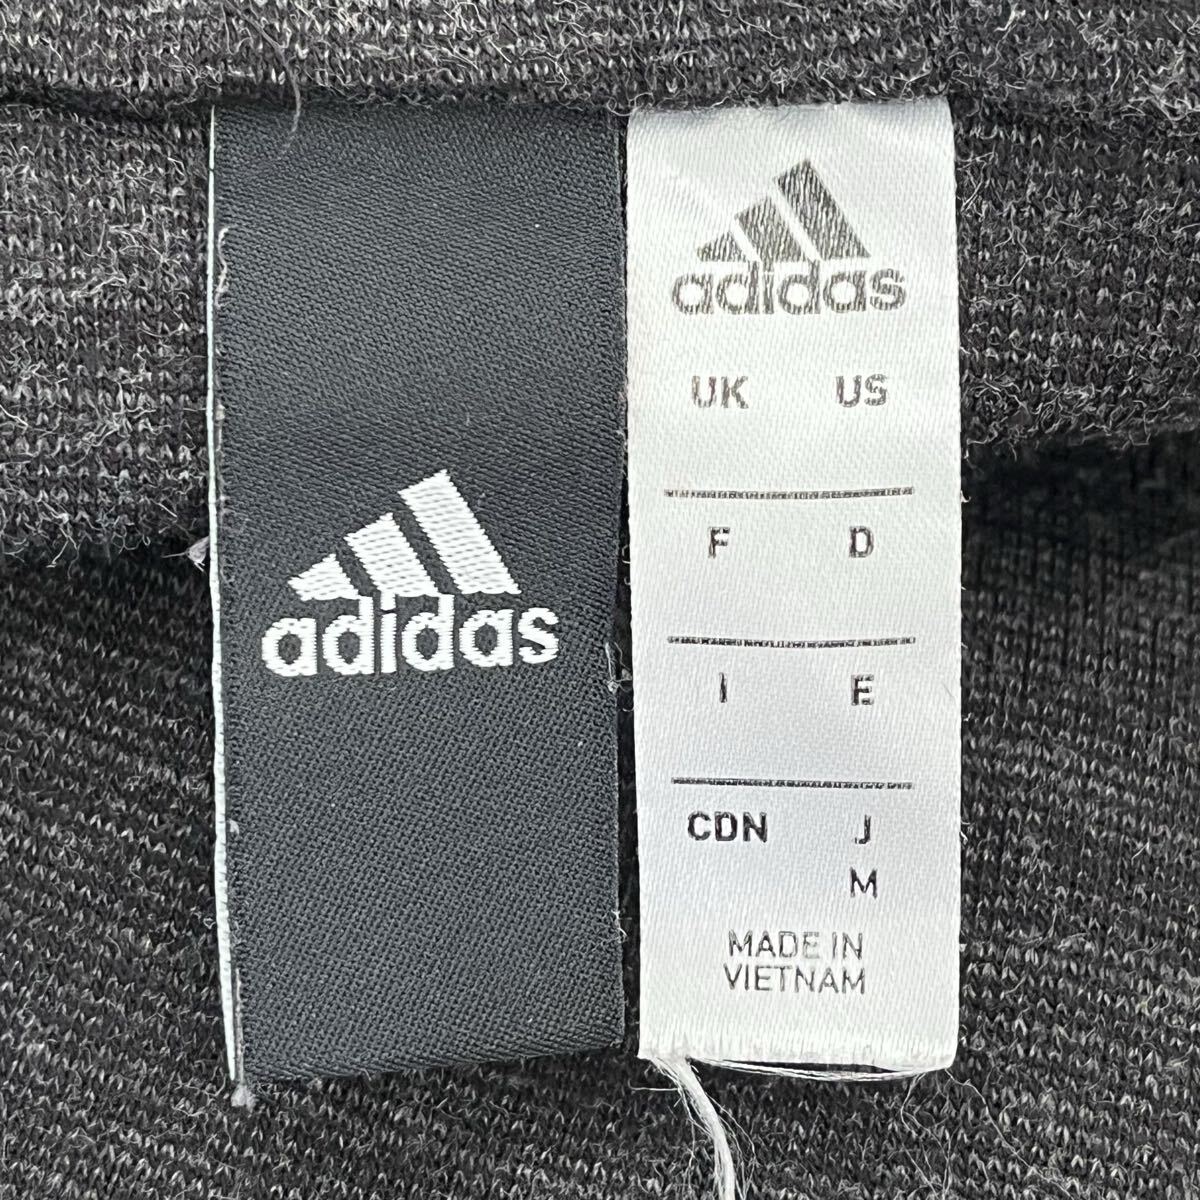 adidas
adidas
UK US
F D
I E
CDN J
M
MADE IN
VIETNAM